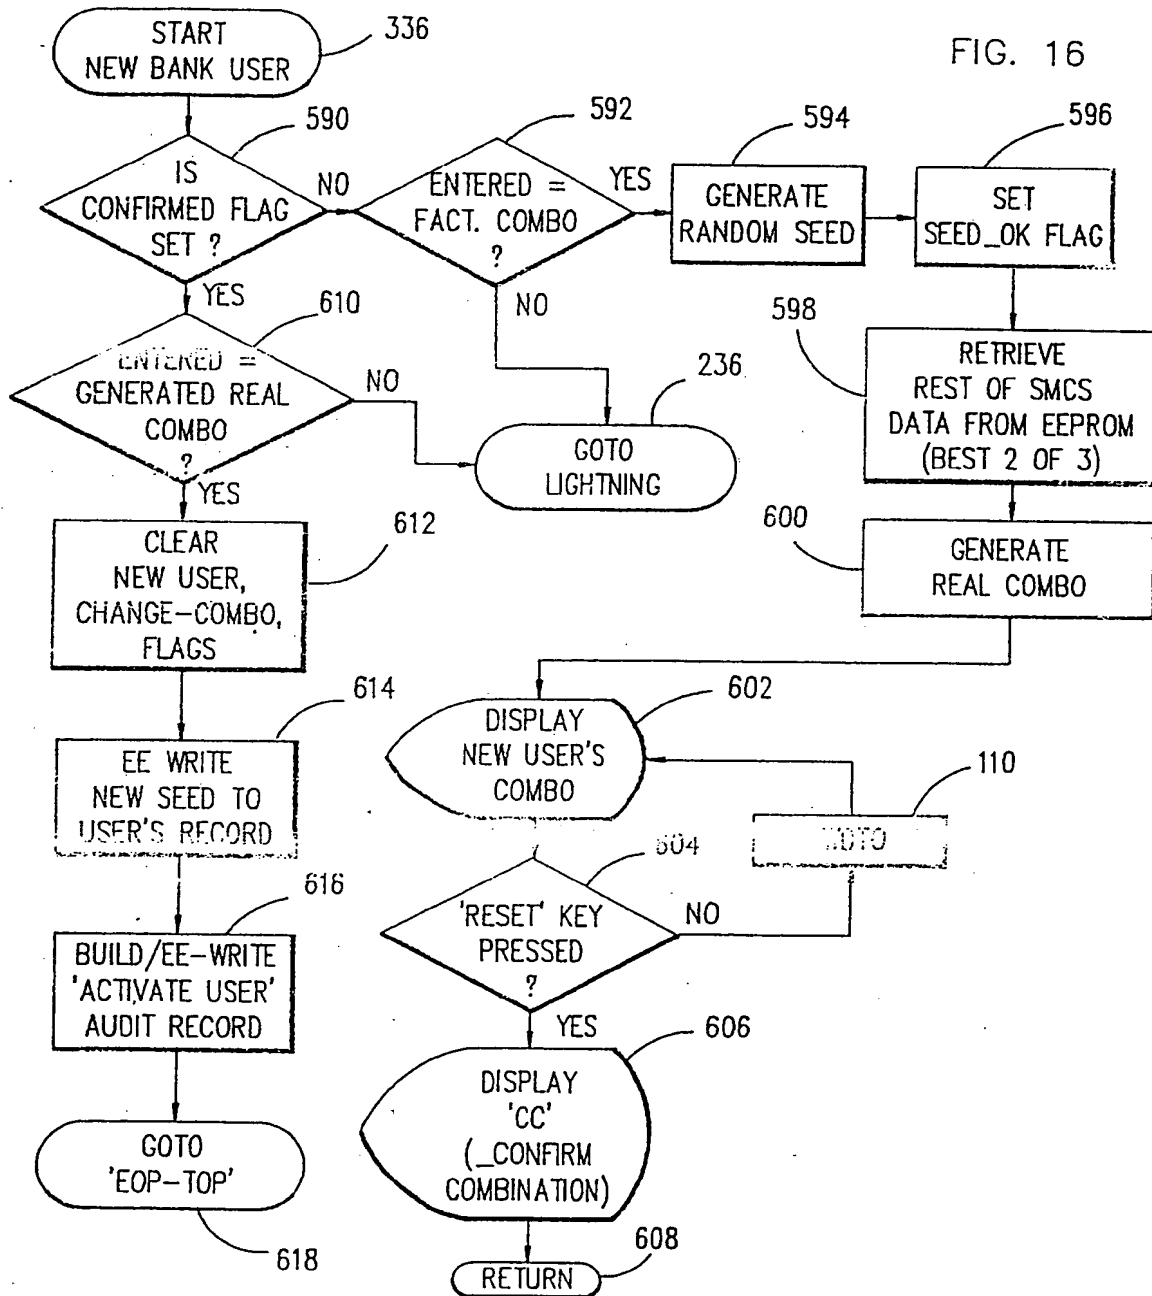 START
NEW BANK USER
336
FIG. 16
590
IS
CONFIRMED FLAG
SET ?
NO
YES
592
ENTERED =
FACT. COMBO
?
YES
NO
594
GENERATE
RANDOM SEED
596
SET
SEED_OK FLAG
598
RETRIEVE
REST OF SMCS
DATA FROM EEPROM
(BEST 2 OF 3)
600
GENERATE
REAL COMBO
610
ENTERED =
GENERATED REAL
COMBO
?
NO
YES
236
GOTO
LIGHTNING
612
CLEAR
NEW USER,
CHANGE-COMBO,
FLAGS
614
EE WRITE
NEW SEED TO
USER'S RECORD
616
BUILD/EE-WRITE
'ACTIVATE USER'
AUDIT RECORD
GOTO
'EOP-TOP'
618
602
DISPLAY
NEW USER'S
COMBO
110
604
'RESET' KEY
PRESSED
?
NO
YES
606
DISPLAY
'CC'
(_CONFIRM
COMBINATION)
608
RETURN